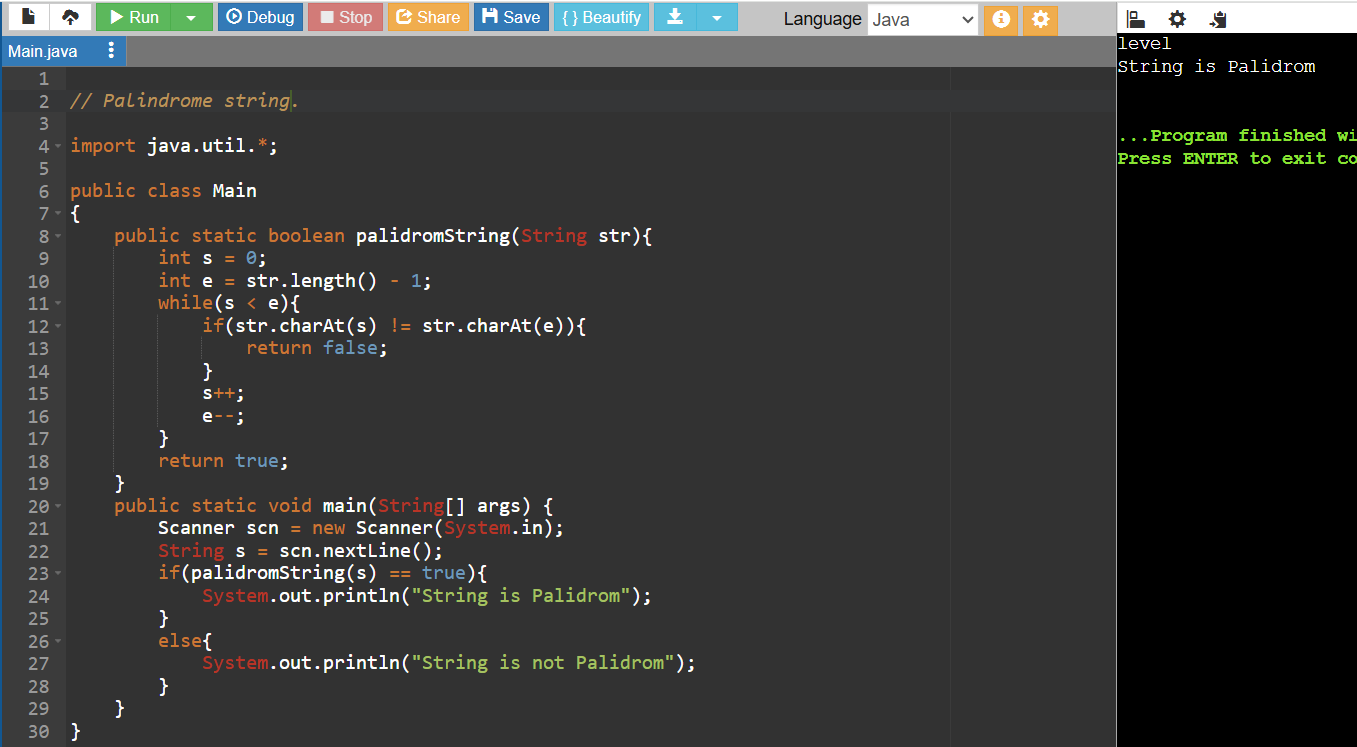 Run Debug Stop Share Save { } Beautify Language Java
Main.java
1
2 // Palindrome string.
3
4 import java.util.*;
5
6 public class Main
7 {
8     public static boolean palidromString(String str){
9         int s = 0;
10         int e = str.length() - 1;
11         while(s < e){
12             if(str.charAt(s) != str.charAt(e)){
13                 return false;
14             }
15             s++;
16             e--;
17         }
18         return true;
19     }
20     public static void main(String[] args) {
21         Scanner scn = new Scanner(System.in);
22         String s = scn.nextLine();
23         if(palidromString(s) == true){
24             System.out.println("String is Palidrom");
25         }
26         else{
27             System.out.println("String is not Palidrom");
28         }
29     }
30 }
level
String is Palidrom
...Program finished wi
Press ENTER to exit co